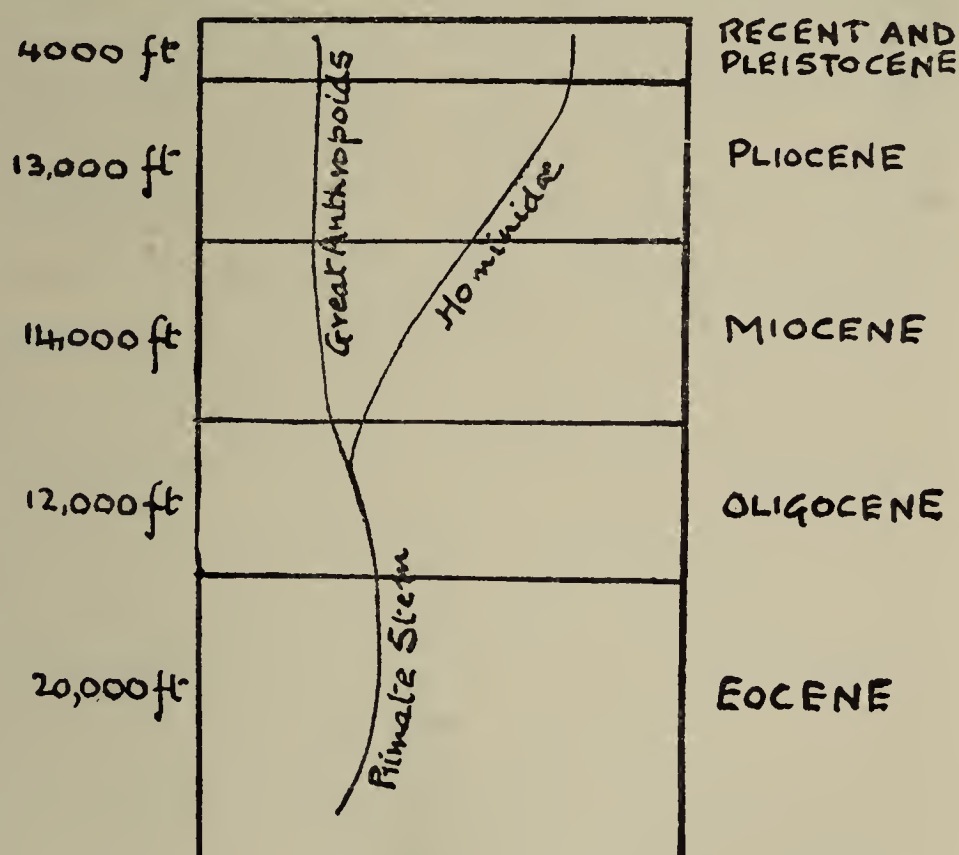 4000 ft
RECENT AND
PLEISTOCENE
13,000 ft
PLIOCENE
Great Anthropoids
Hominidæ
14,000 ft
MIOCENE
12,000 ft
OLIGOCENE
Primate Stem
20,000 ft
EOCENE